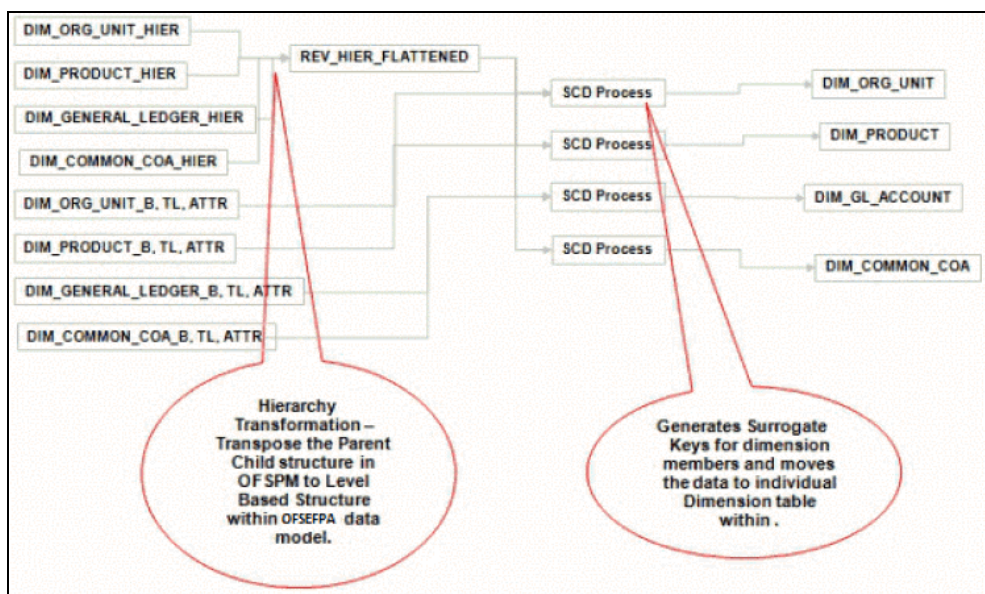 DIM_ORG_UNIT_HIER
DIM_PRODUCT_HIER
DIM_GENERAL_LEDGER_HIER
DIM_COMMON_COA_HIER
DIM_ORG_UNIT_B, TL, ATTR
DIM_PRODUCT_B, TL, ATTR
DIM_GENERAL_LEDGER_B, TL, ATTR
DIM_COMMON_COA_B, TL, ATTR
REV_HIER_FLATTENED
SCD Process
SCD Process
SCD Process
SCD Process
DIM_ORG_UNIT
DIM_PRODUCT
DIM_GL_ACCOUNT
DIM_COMMON_COA
Hierarchy
Transformation –
Transpose the Parent
Child structure in
OFSPM to Level
Based Structure
within OFSEFPA data
model.
Generates Surrogate
Keys for dimension
members and moves
the data to individual
Dimension table
within .